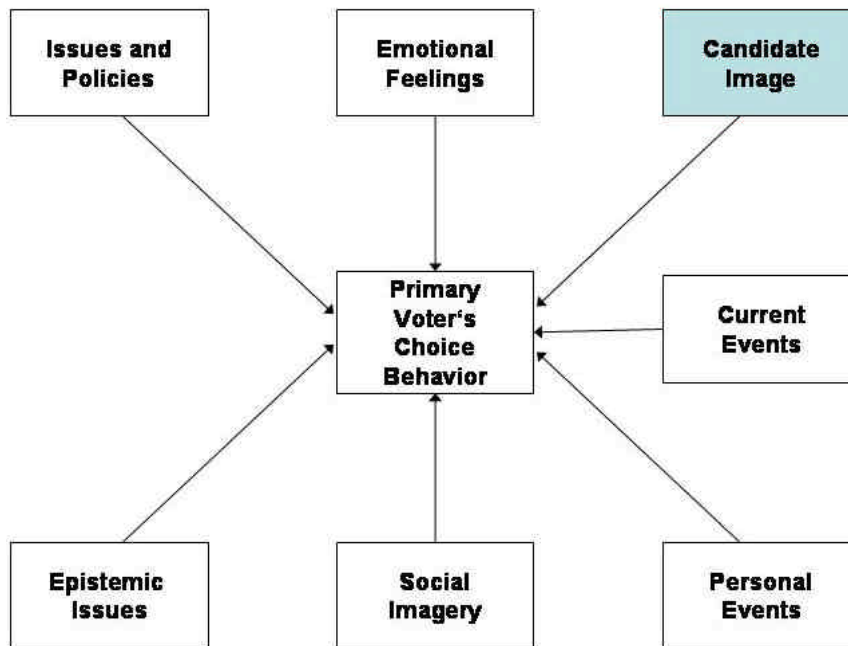 Issues and
Policies
Emotional
Feelings
Candidate
Image
Primary
Voter‘s
Choice
Behavior
Current
Events
Epistemic
Issues
Social
Imagery
Personal
Events